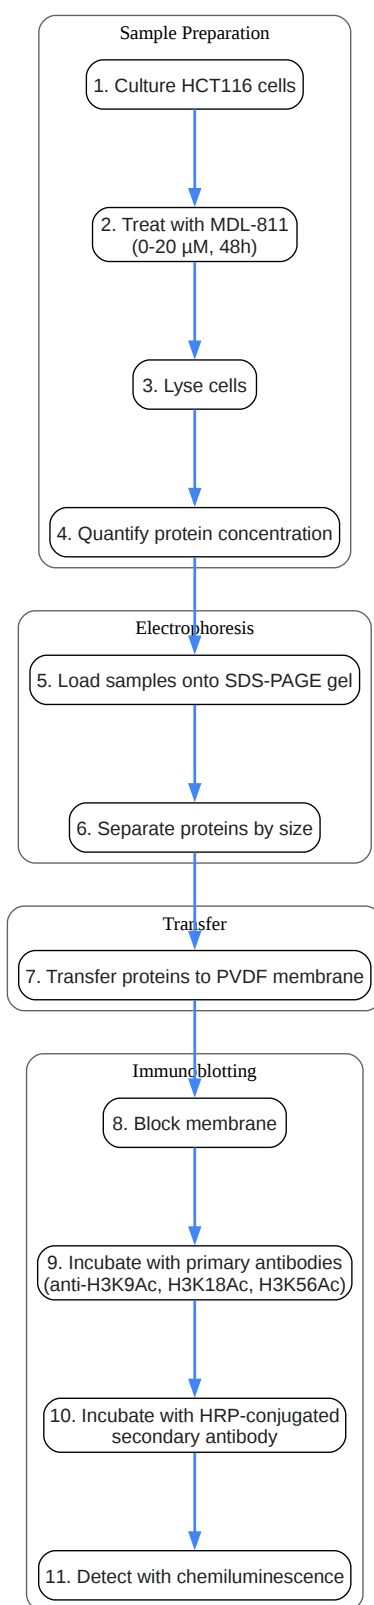 Sample Preparation
1. Culture HCT116 cells
2. Treat with MDL-811
(0-20 µM, 48h)
3. Lyse cells
4. Quantify protein concentration
Electrophoresis
5. Load samples onto SDS-PAGE gel
6. Separate proteins by size
Transfer
7. Transfer proteins to PVDF membrane
Immunoblotting
8. Block membrane
9. Incubate with primary antibodies
(anti-H3K9Ac, H3K18Ac, H3K56Ac)
10. Incubate with HRP-conjugated
secondary antibody
11. Detect with chemiluminescence